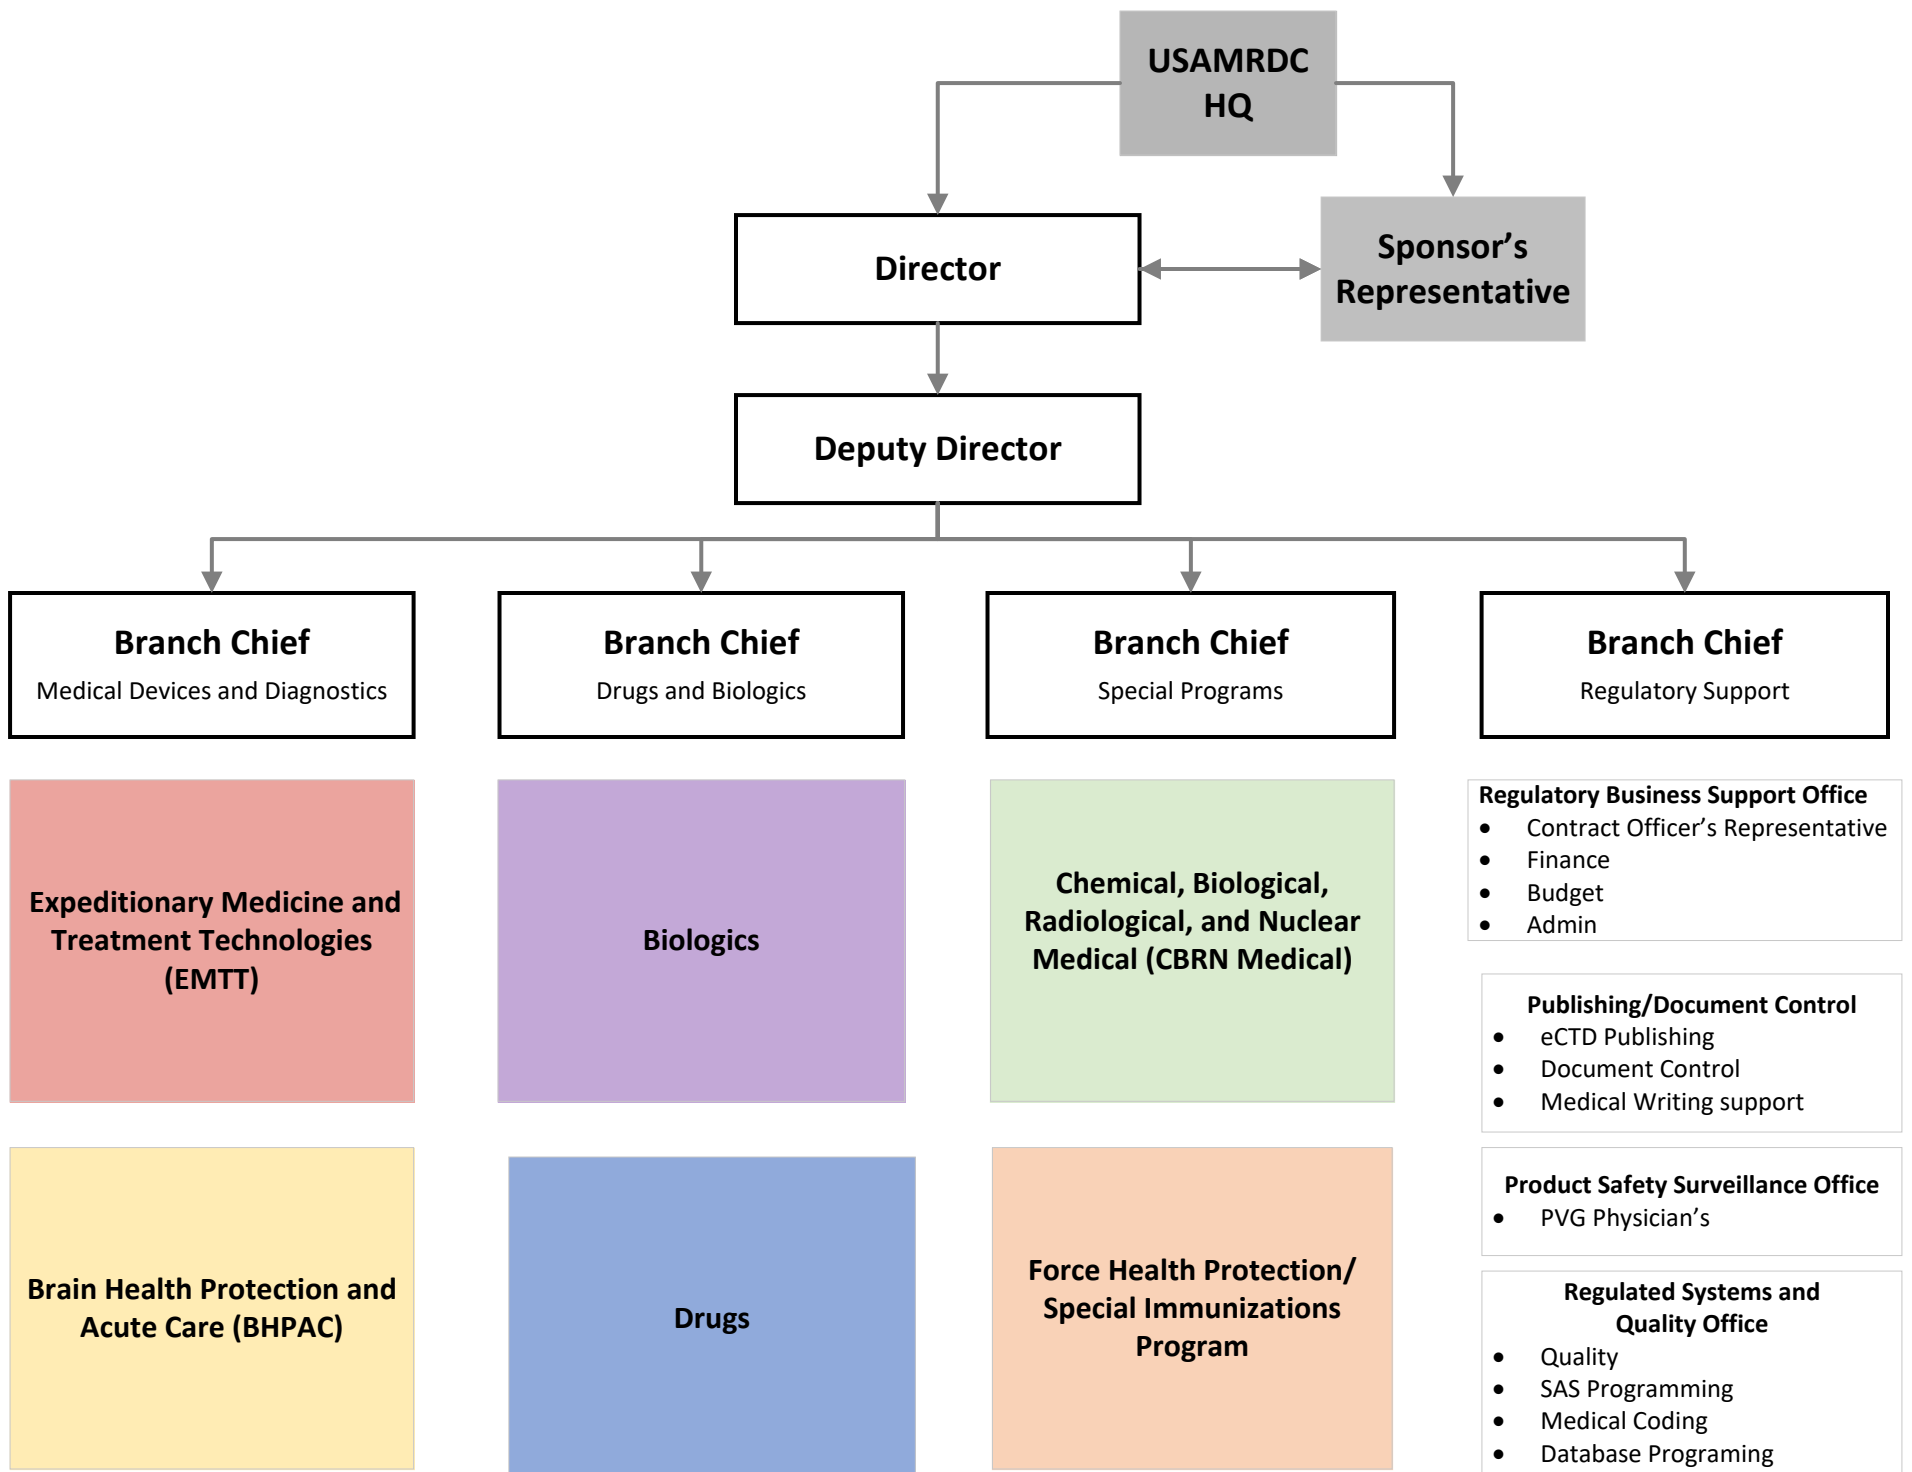 USAMRDC
HQ
Director
Sponsor’s
Representative
Deputy Director
Branch Chief
Medical Devices and Diagnostics
Branch Chief
Drugs and Biologics
Branch Chief
Special Programs
Branch Chief
Regulatory Support
Expeditionary Medicine and
Treatment Technologies
(EMTT)
Brain Health Protection and
Acute Care (BHPAC)
Biologics
Drugs
Chemical, Biological,
Radiological, and Nuclear
Medical (CBRN Medical)
Force Health Protection/
Special Immunizations
Program
Regulatory Business Support Office
• Contract Officer’s Representative
• Finance
• Budget
• Admin
Publishing/Document Control
• eCTD Publishing
• Document Control
• Medical Writing support
Product Safety Surveillance Office
• PVG Physician’s
Regulated Systems and
Quality Office
• Quality
• SAS Programming
• Medical Coding
• Database Programing